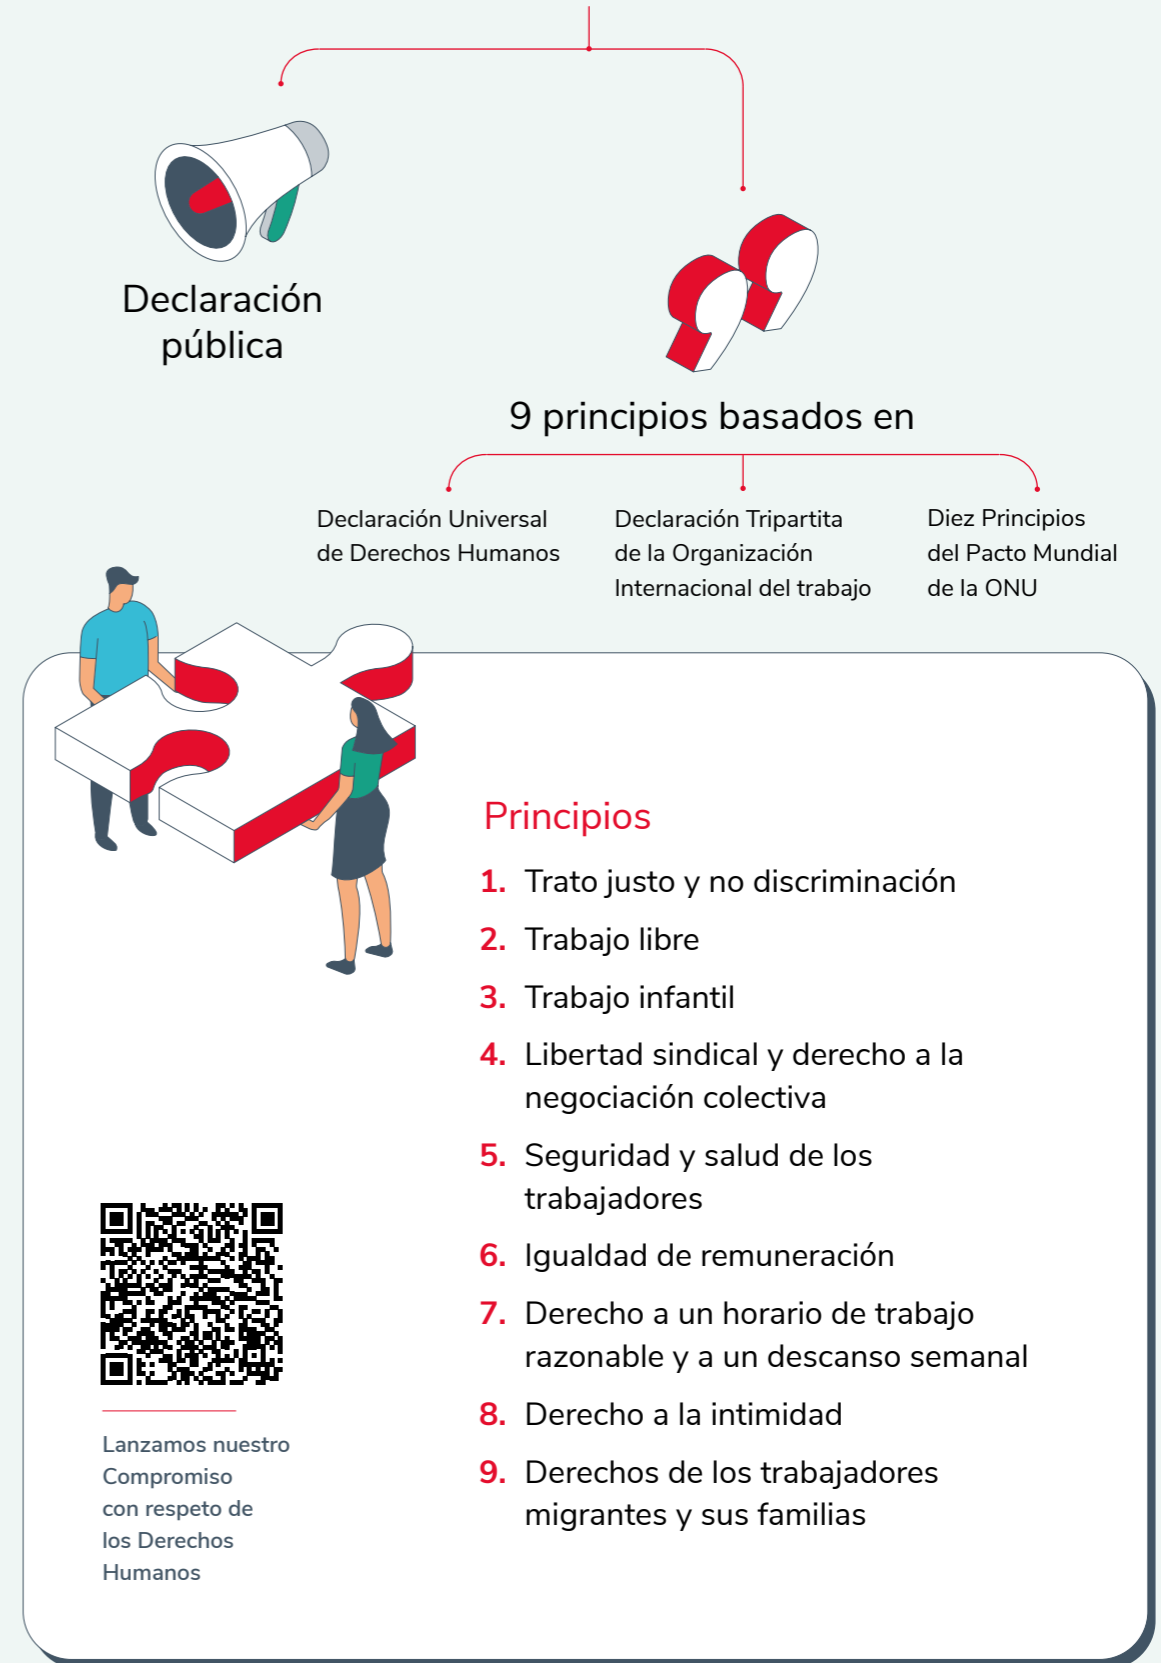 Declaración
pública
9 principios basados en
Declaración Universal
de Derechos Humanos
Declaración Tripartita
de la Organización
Internacional del trabajo
Diez Principios
del Pacto Mundial
de la ONU
Principios
1. Trato justo y no discriminación
2. Trabajo libre
3. Trabajo infantil
4. Libertad sindical y derecho a la
negociación colectiva
5. Seguridad y salud de los
trabajadores
6. Igualdad de remuneración
7. Derecho a un horario de trabajo
razonable y a un descanso semanal
8. Derecho a la intimidad
9. Derechos de los trabajadores
migrantes y sus familias
Lanzamos nuestro
Compromiso
con respeto de
los Derechos
Humanos